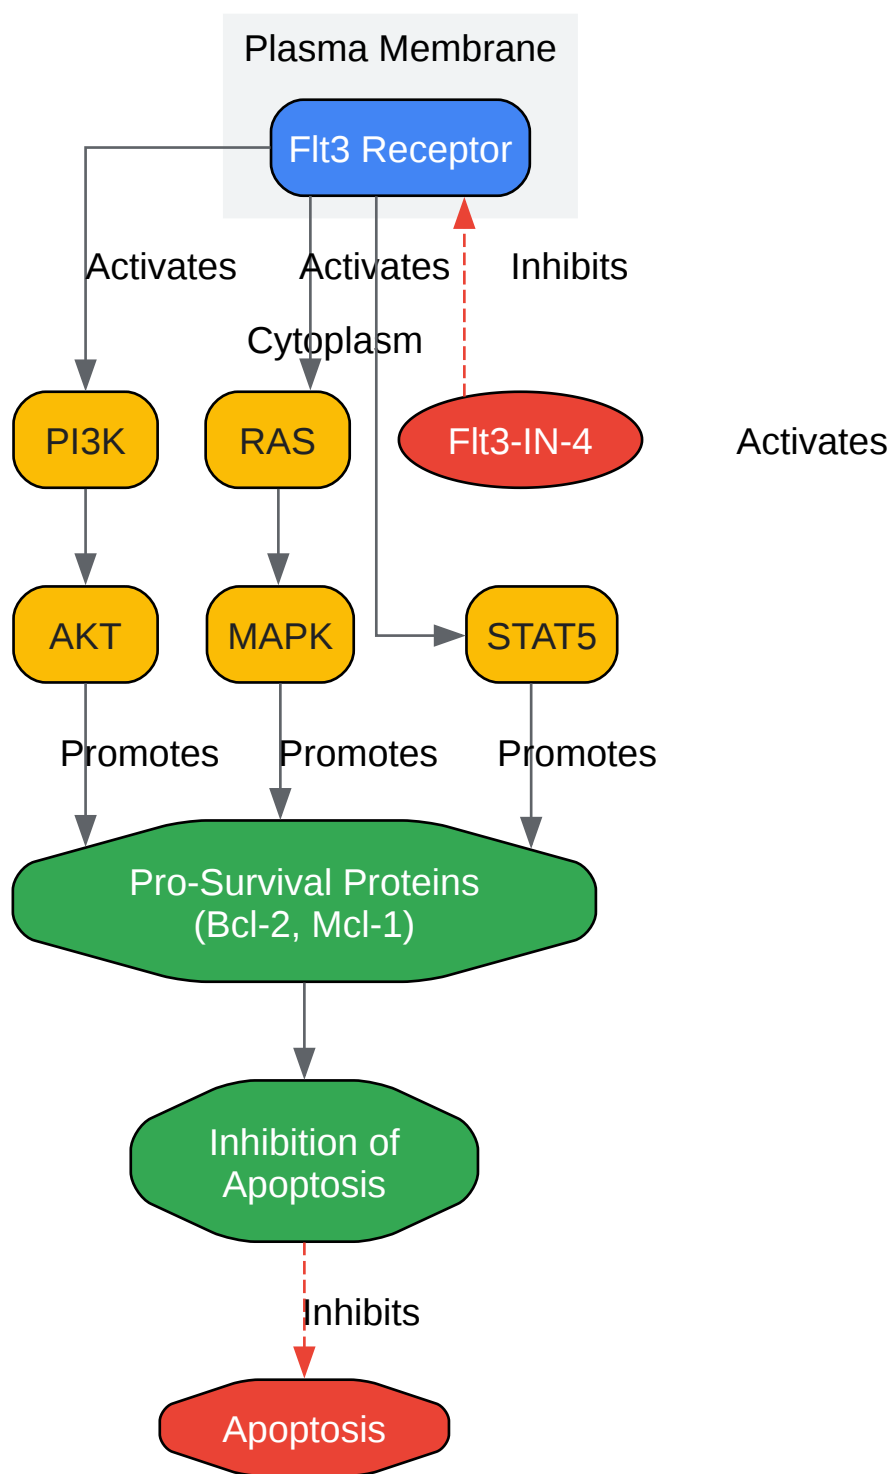 Plasma Membrane
Flt3 Receptor
Activates
Activates
Inhibits
Cytoplasm
PI3K
RAS
Flt3-IN-4
Activates
AKT
MAPK
STAT5
Promotes
Promotes
Promotes
Pro-Survival Proteins
(Bcl-2, Mcl-1)
Inhibition of
Apoptosis
Inhibits
Apoptosis